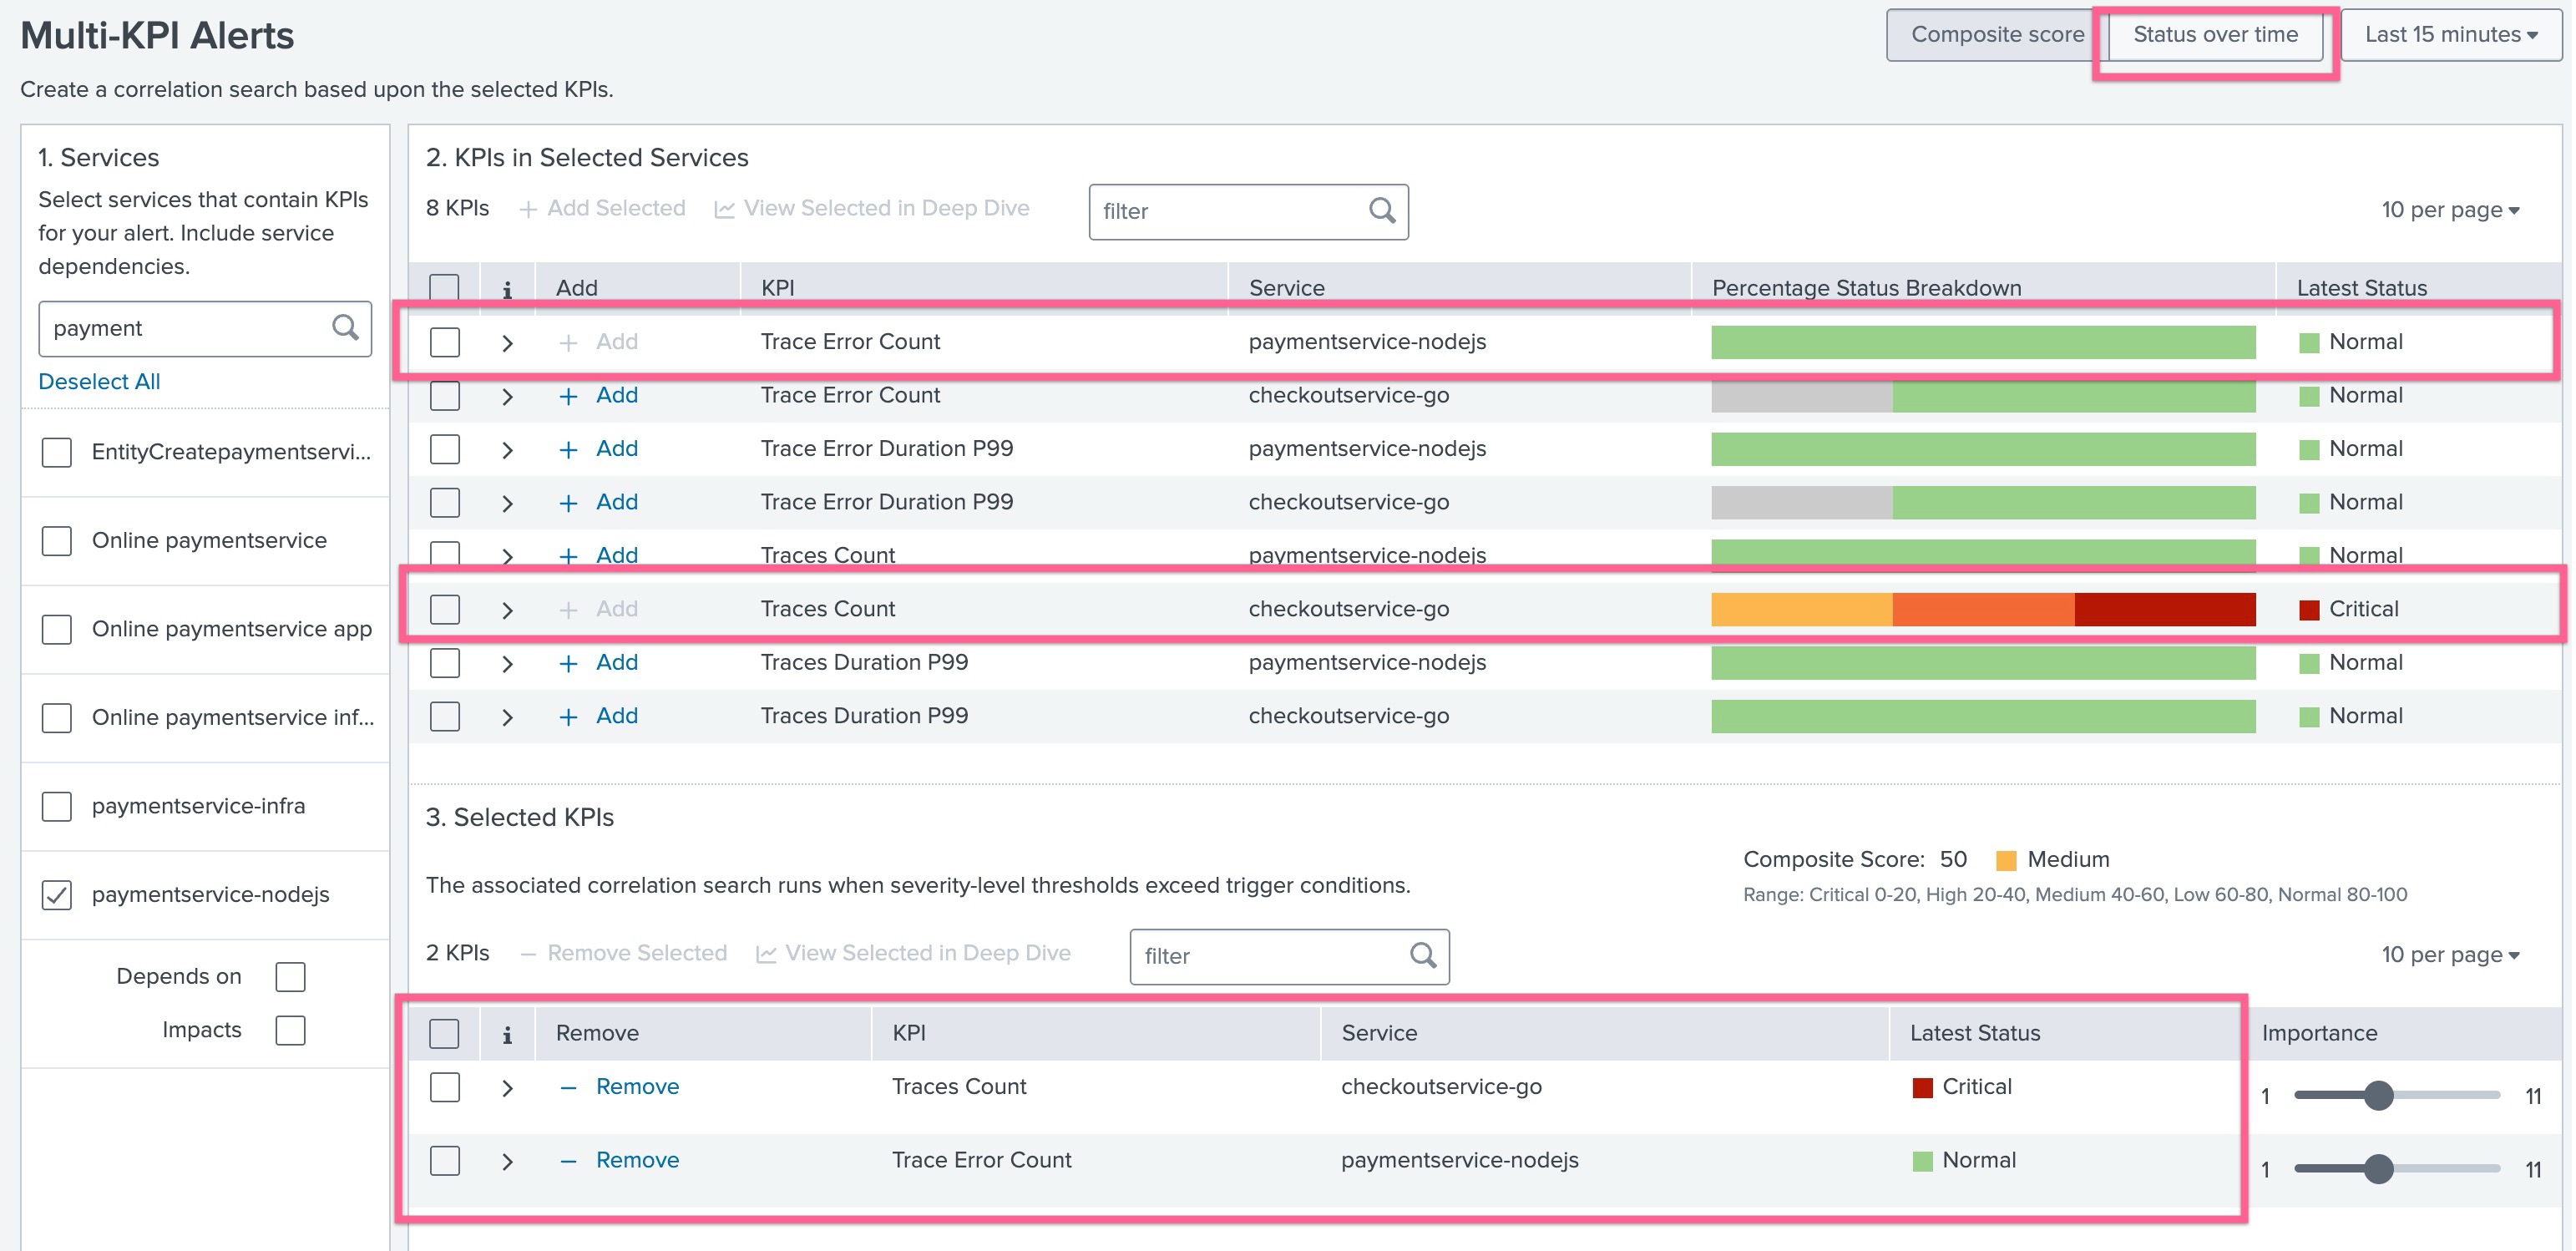 Multi-KPI Alerts
Composite score
Status over time
Last 15 minutes
Create a correlation search based upon the selected KPIs.
1. Services
Select services that contain KPIs
for your alert. Include service
dependencies.
payment
Deselect All
EntityCreatepaymentservi...
Online paymentservice
Online paymentservice app
Online paymentservice inf...
paymentservice-infra
paymentservice-nodejs
Depends on
Impacts
2. KPIs in Selected Services
8 KPIs + Add Selected View Selected in Deep Dive filter 10 per page
i Add KPI Service Percentage Status Breakdown Latest Status
+ Add Trace Error Count paymentservice-nodejs Normal
+ Add Trace Error Count checkoutservice-go Normal
+ Add Trace Error Duration P99 paymentservice-nodejs Normal
+ Add Trace Error Duration P99 checkoutservice-go Normal
+ Add Traces Count paymentservice-nodejs Normal
+ Add Traces Count checkoutservice-go Critical
+ Add Traces Duration P99 paymentservice-nodejs Normal
+ Add Traces Duration P99 checkoutservice-go Normal
3. Selected KPIs
The associated correlation search runs when severity-level thresholds exceed trigger conditions.
Composite Score: 50 Medium
Range: Critical 0-20, High 20-40, Medium 40-60, Low 60-80, Normal 80-100
2 KPIs − Remove Selected View Selected in Deep Dive filter 10 per page
i Remove KPI Service Latest Status Importance
− Remove Traces Count checkoutservice-go Critical 1 11
− Remove Trace Error Count paymentservice-nodejs Normal 1 11